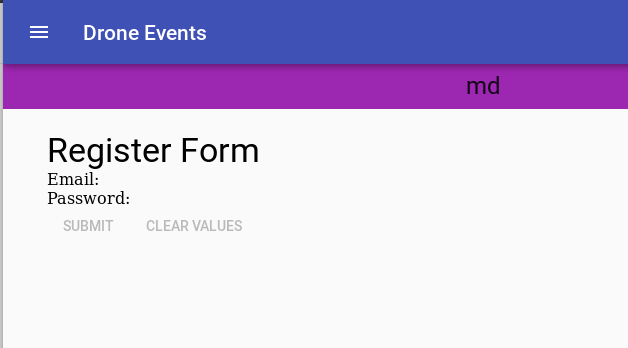 Drone Events
md
Register Form
Email:
Password:
SUBMIT CLEAR VALUES